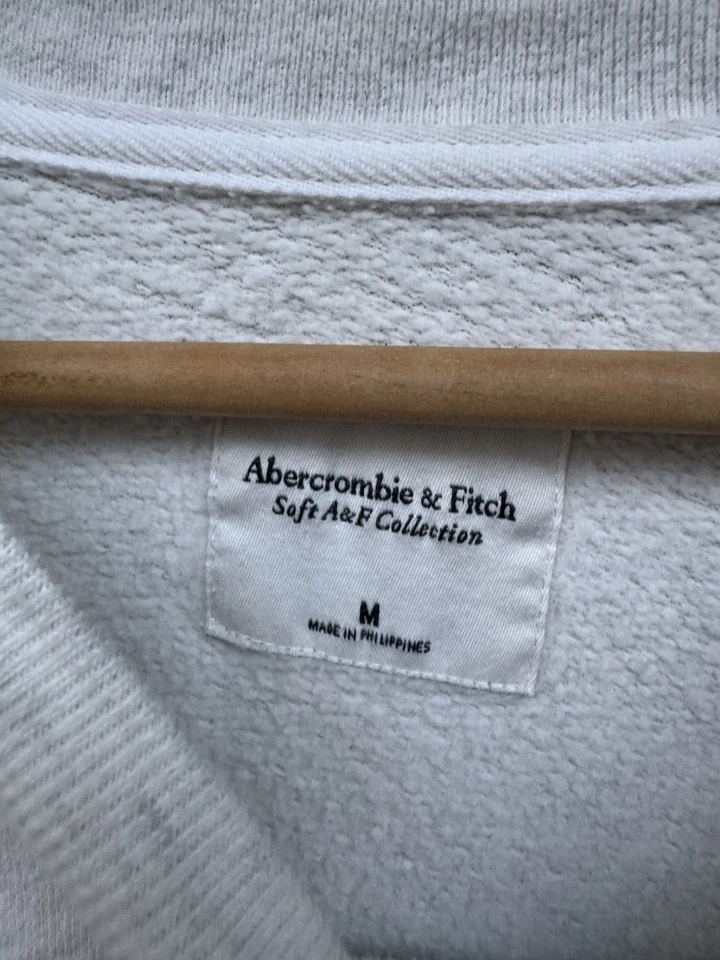 Abercrombie & Fitch
Soft A&F Collection
M
MADE IN PHILIPPINES